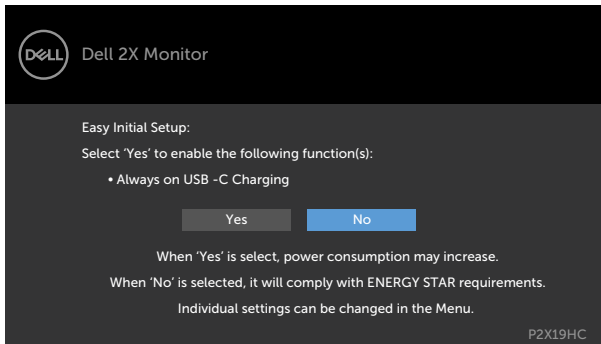 DELL Dell 2X Monitor
Easy Initial Setup:
Select ‘Yes’ to enable the following function(s):
• Always on USB -C Charging
Yes No
When ‘Yes’ is select, power consumption may increase.
When ‘No’ is selected, it will comply with ENERGY STAR requirements.
Individual settings can be changed in the Menu.
P2X19HC